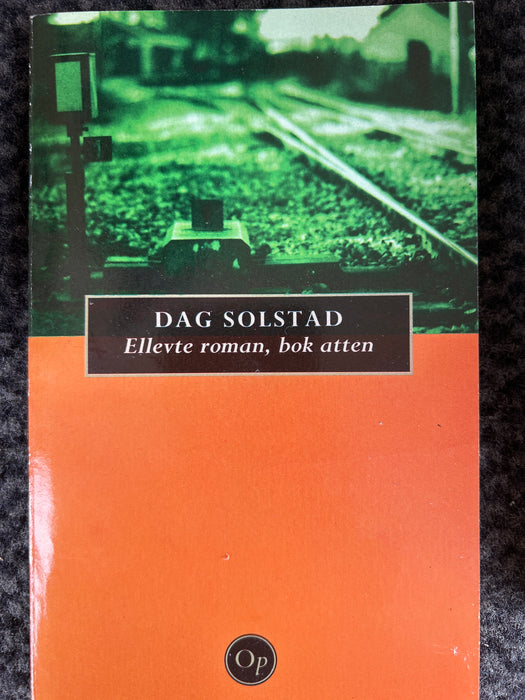 DAG SOLSTAD
Ellevte roman, bok atten
Op